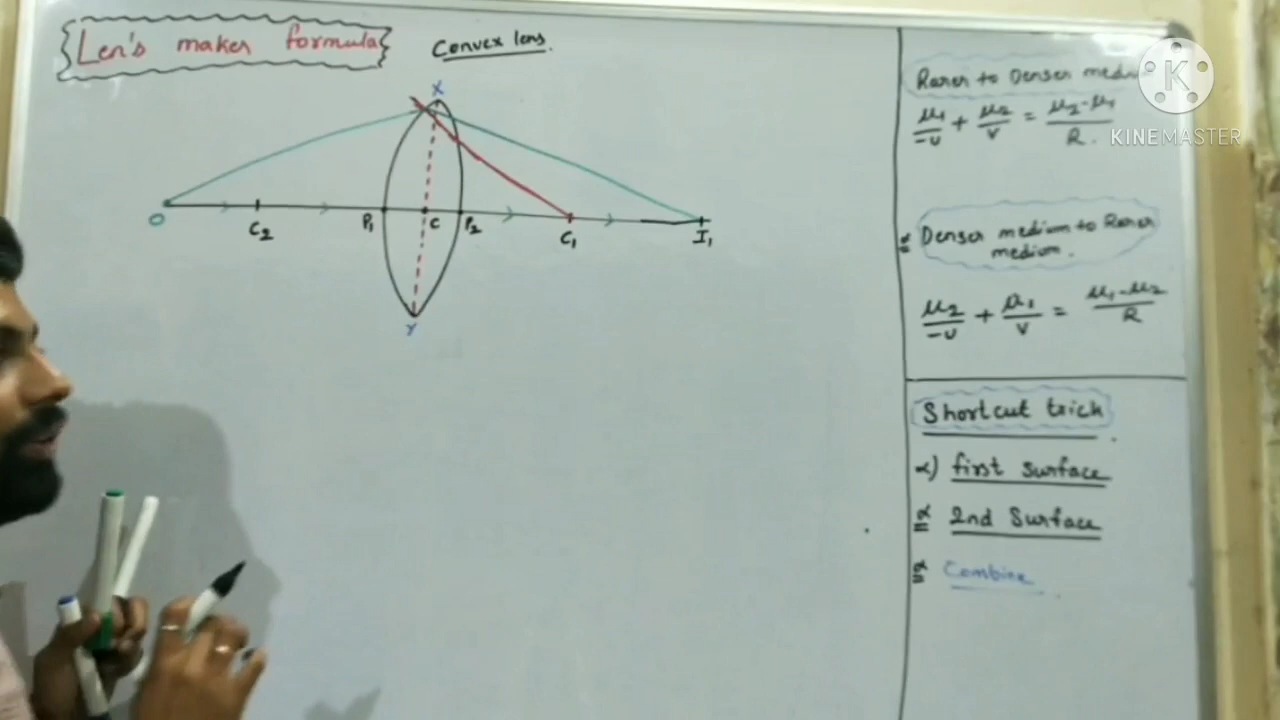 Len's maker formula
Convex lens.
X
O
C₂
P₁
C
P₂
C₁
I₁
Y
Rarer to Denser medium
μ₁/-u + μ₂/v = μ₂-μ₁/R.
Denser medium to Rarer
medium.
μ₂/-u + μ₁/v = μ₁-μ₂/R
Shortcut trick
first surface
2nd Surface
Combine
K
KINEMASTER